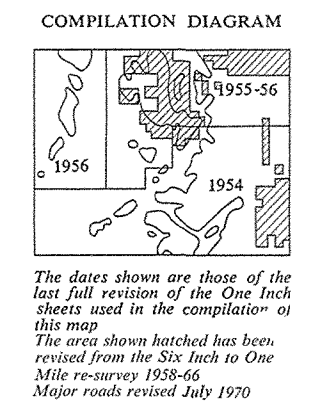 COMPILATION DIAGRAM
1955-56
1956
1954
The dates shown are those of the
last full revision of the One Inch
sheets used in the compilation of
this map
The area shown hatched has been
revised from the Six Inch to One
Mile re-survey 1958-66
Major roads revised July 1970